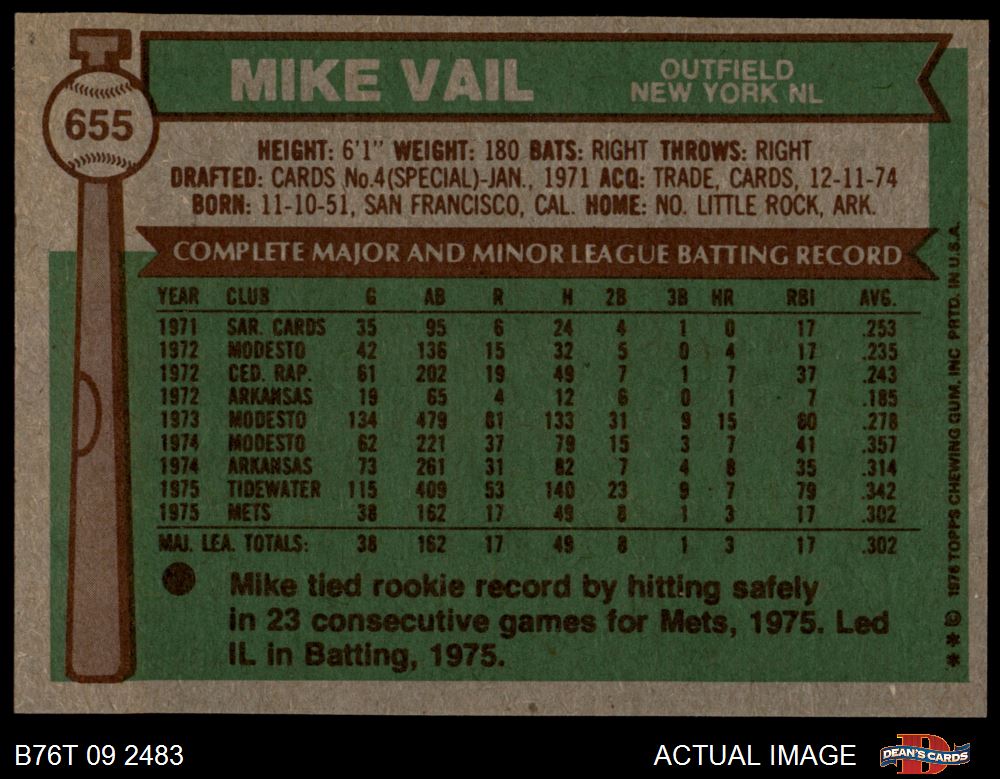 655
MIKE VAIL
OUTFIELD
NEW YORK NL
HEIGHT: 6'1" WEIGHT: 180 BATS: RIGHT THROWS: RIGHT
DRAFTED: CARDS No.4(SPECIAL)-JAN., 1971 ACQ: TRADE, CARDS, 12-11-74
BORN: 11-10-51, SAN FRANCISCO, CAL. HOME: NO. LITTLE ROCK, ARK.
COMPLETE MAJOR AND MINOR LEAGUE BATTING RECORD
YEAR CLUB G AB R H 2B 3B HR RBI AVG.
1971 SAR. CARDS 35 95 6 24 4 1 0 17 .253
1972 MODESTO 42 136 15 32 5 0 4 17 .235
1972 CED. RAP. 61 202 19 49 7 1 7 37 .243
1972 ARKANSAS 19 65 4 12 6 0 1 7 .185
1973 MODESTO 134 479 61 133 31 9 15 80 .278
1974 MODESTO 62 221 37 79 15 3 7 41 .357
1974 ARKANSAS 73 261 31 82 7 4 8 35 .314
1975 TIDEWATER 115 409 53 140 23 9 7 79 .342
1975 METS 38 162 17 49 8 1 3 17 .302
MAJ. LEA. TOTALS: 38 162 17 49 8 1 3 17 .302
Mike tied rookie record by hitting safely
in 23 consecutive games for Mets, 1975. Led
IL in Batting, 1975.
* * © 1976 TOPPS CHEWING GUM, INC PRTD. IN U.S.A.
B76T 09 2483
ACTUAL IMAGE
DEAN'S CARDS